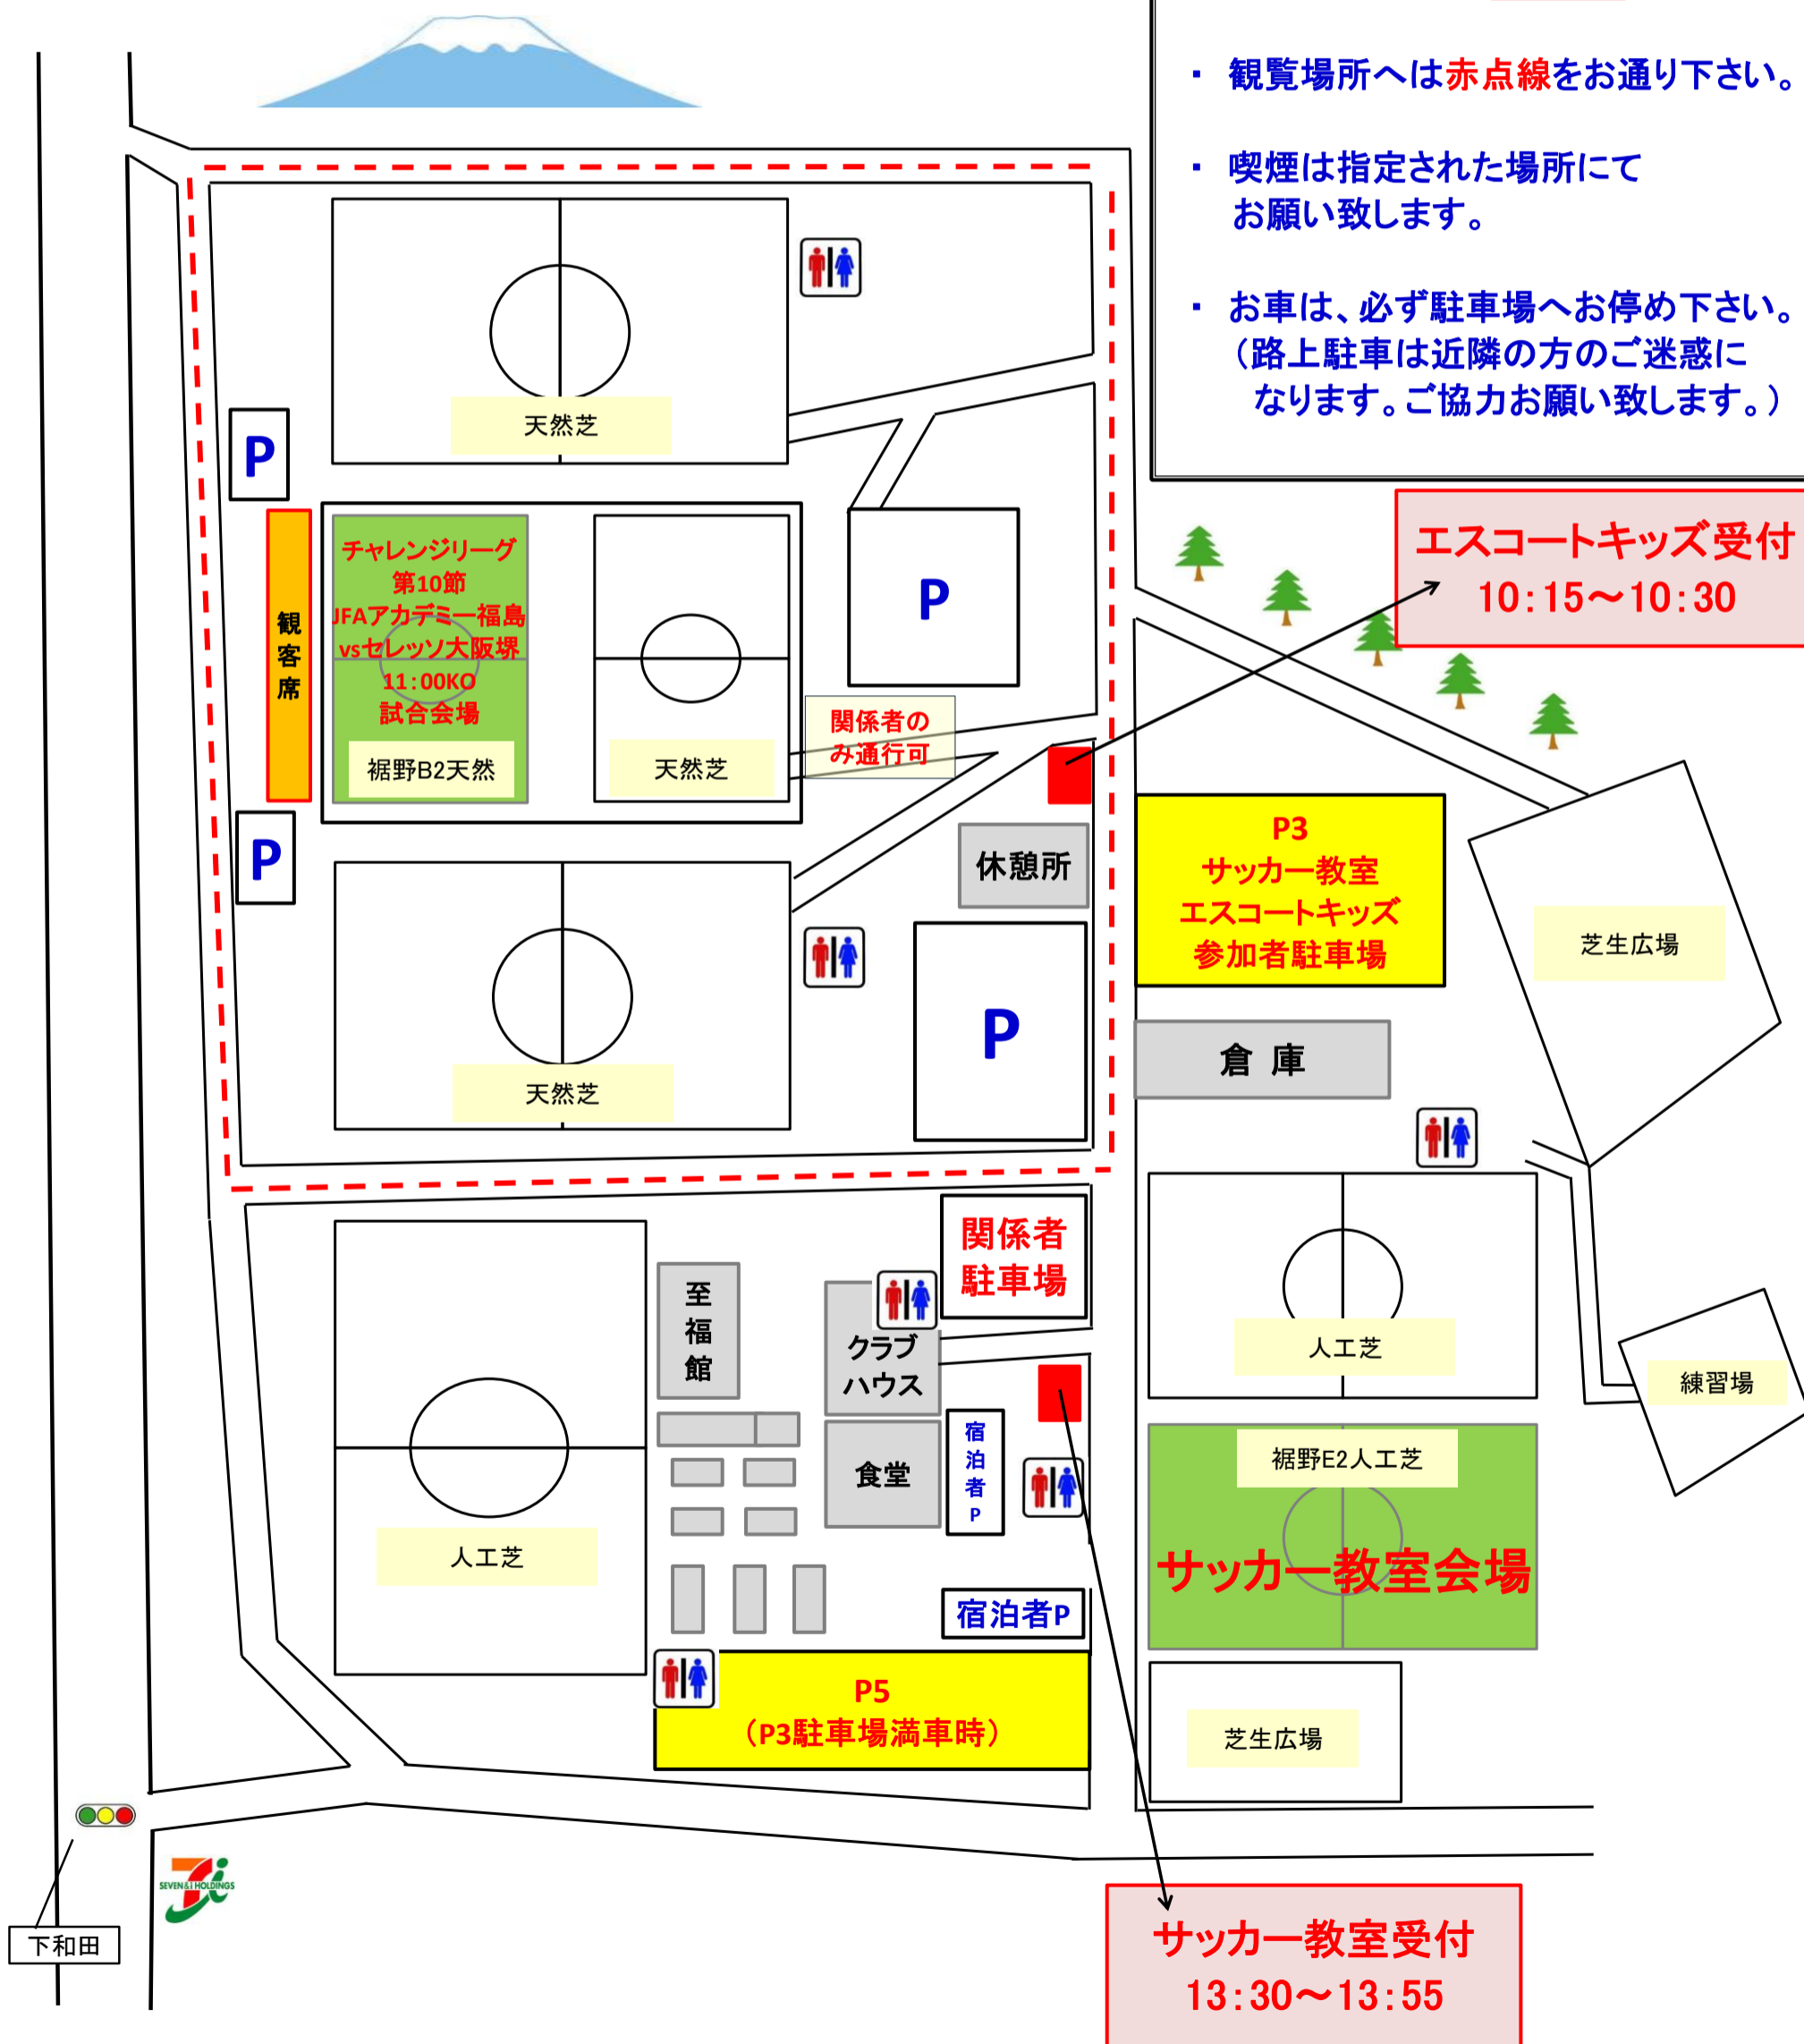 ・ 観覧場所へは赤点線をお通り下さい。
・ 喫煙は指定された場所にて
お願い致します。
・ お車は、必ず駐車場へお停め下さい。
（路上駐車は近隣の方のご迷惑に
なります。ご協力お願い致します。）
エスコートキッズ受付
10：15～10：30
天然芝
P
観客席
チャレンジリーグ
第10節
JFAアカデミー福島
vsセレッソ大阪堺
11：00KO
試合会場
裾野B2天然
天然芝
P
関係者の
み通行可
P
休憩所
P3
サッカー教室
エスコートキッズ
参加者駐車場
芝生広場
天然芝
P
倉 庫
関係者
駐車場
至福館
クラブ
ハウス
人工芝
練習場
宿泊者P
食堂
人工芝
裾野E2人工芝
サッカー教室会場
宿泊者P
P5
（P3駐車場満車時）
芝生広場
SEVEN&i HOLDINGS
下和田
サッカー教室受付
13：30～13：55